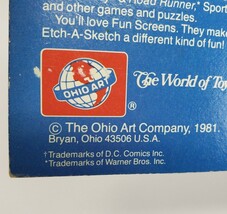 Road Runner,* Sport
and other games and puzzles.
You'll love Fun Screens. They make
Etch-A-Sketch a different kind of fun!
OHIO ART
®
The World of Toy
© The Ohio Art Company, 1981.
Bryan, Ohio 43506 U.S.A.
†Trademarks of D.C. Comics Inc.
*Trademarks of Warner Bros. Inc.